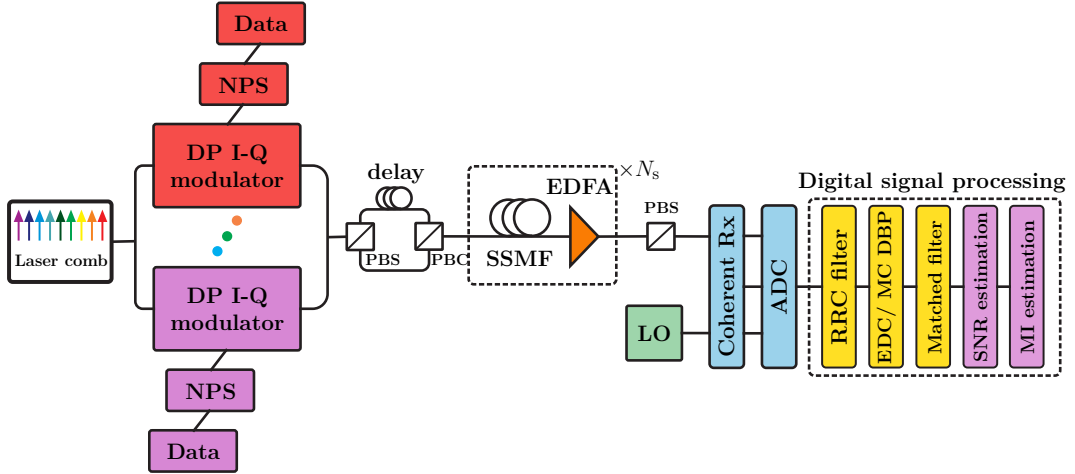 Data
NPS
DP I-Q
modulator
Laser comb
DP I-Q
modulator
NPS
Data
delay
PBS
PBC
EDFA
SSMF
×Nₛ
PBS
LO
Coherent Rx
ADC
Digital signal processing
RRC filter
EDC/ MC DBP
Matched filter
SNR estimation
MI estimation